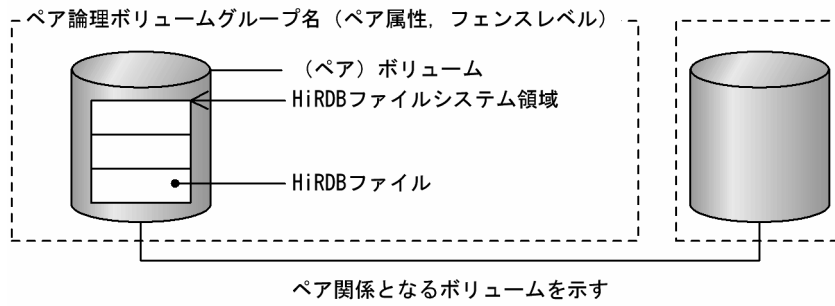 ペア論理ボリュームグループ名（ペア属性，フェンスレベル）
（ペア）ボリューム
HiRDBファイルシステム領域
HiRDBファイル
ペア関係となるボリュームを示す